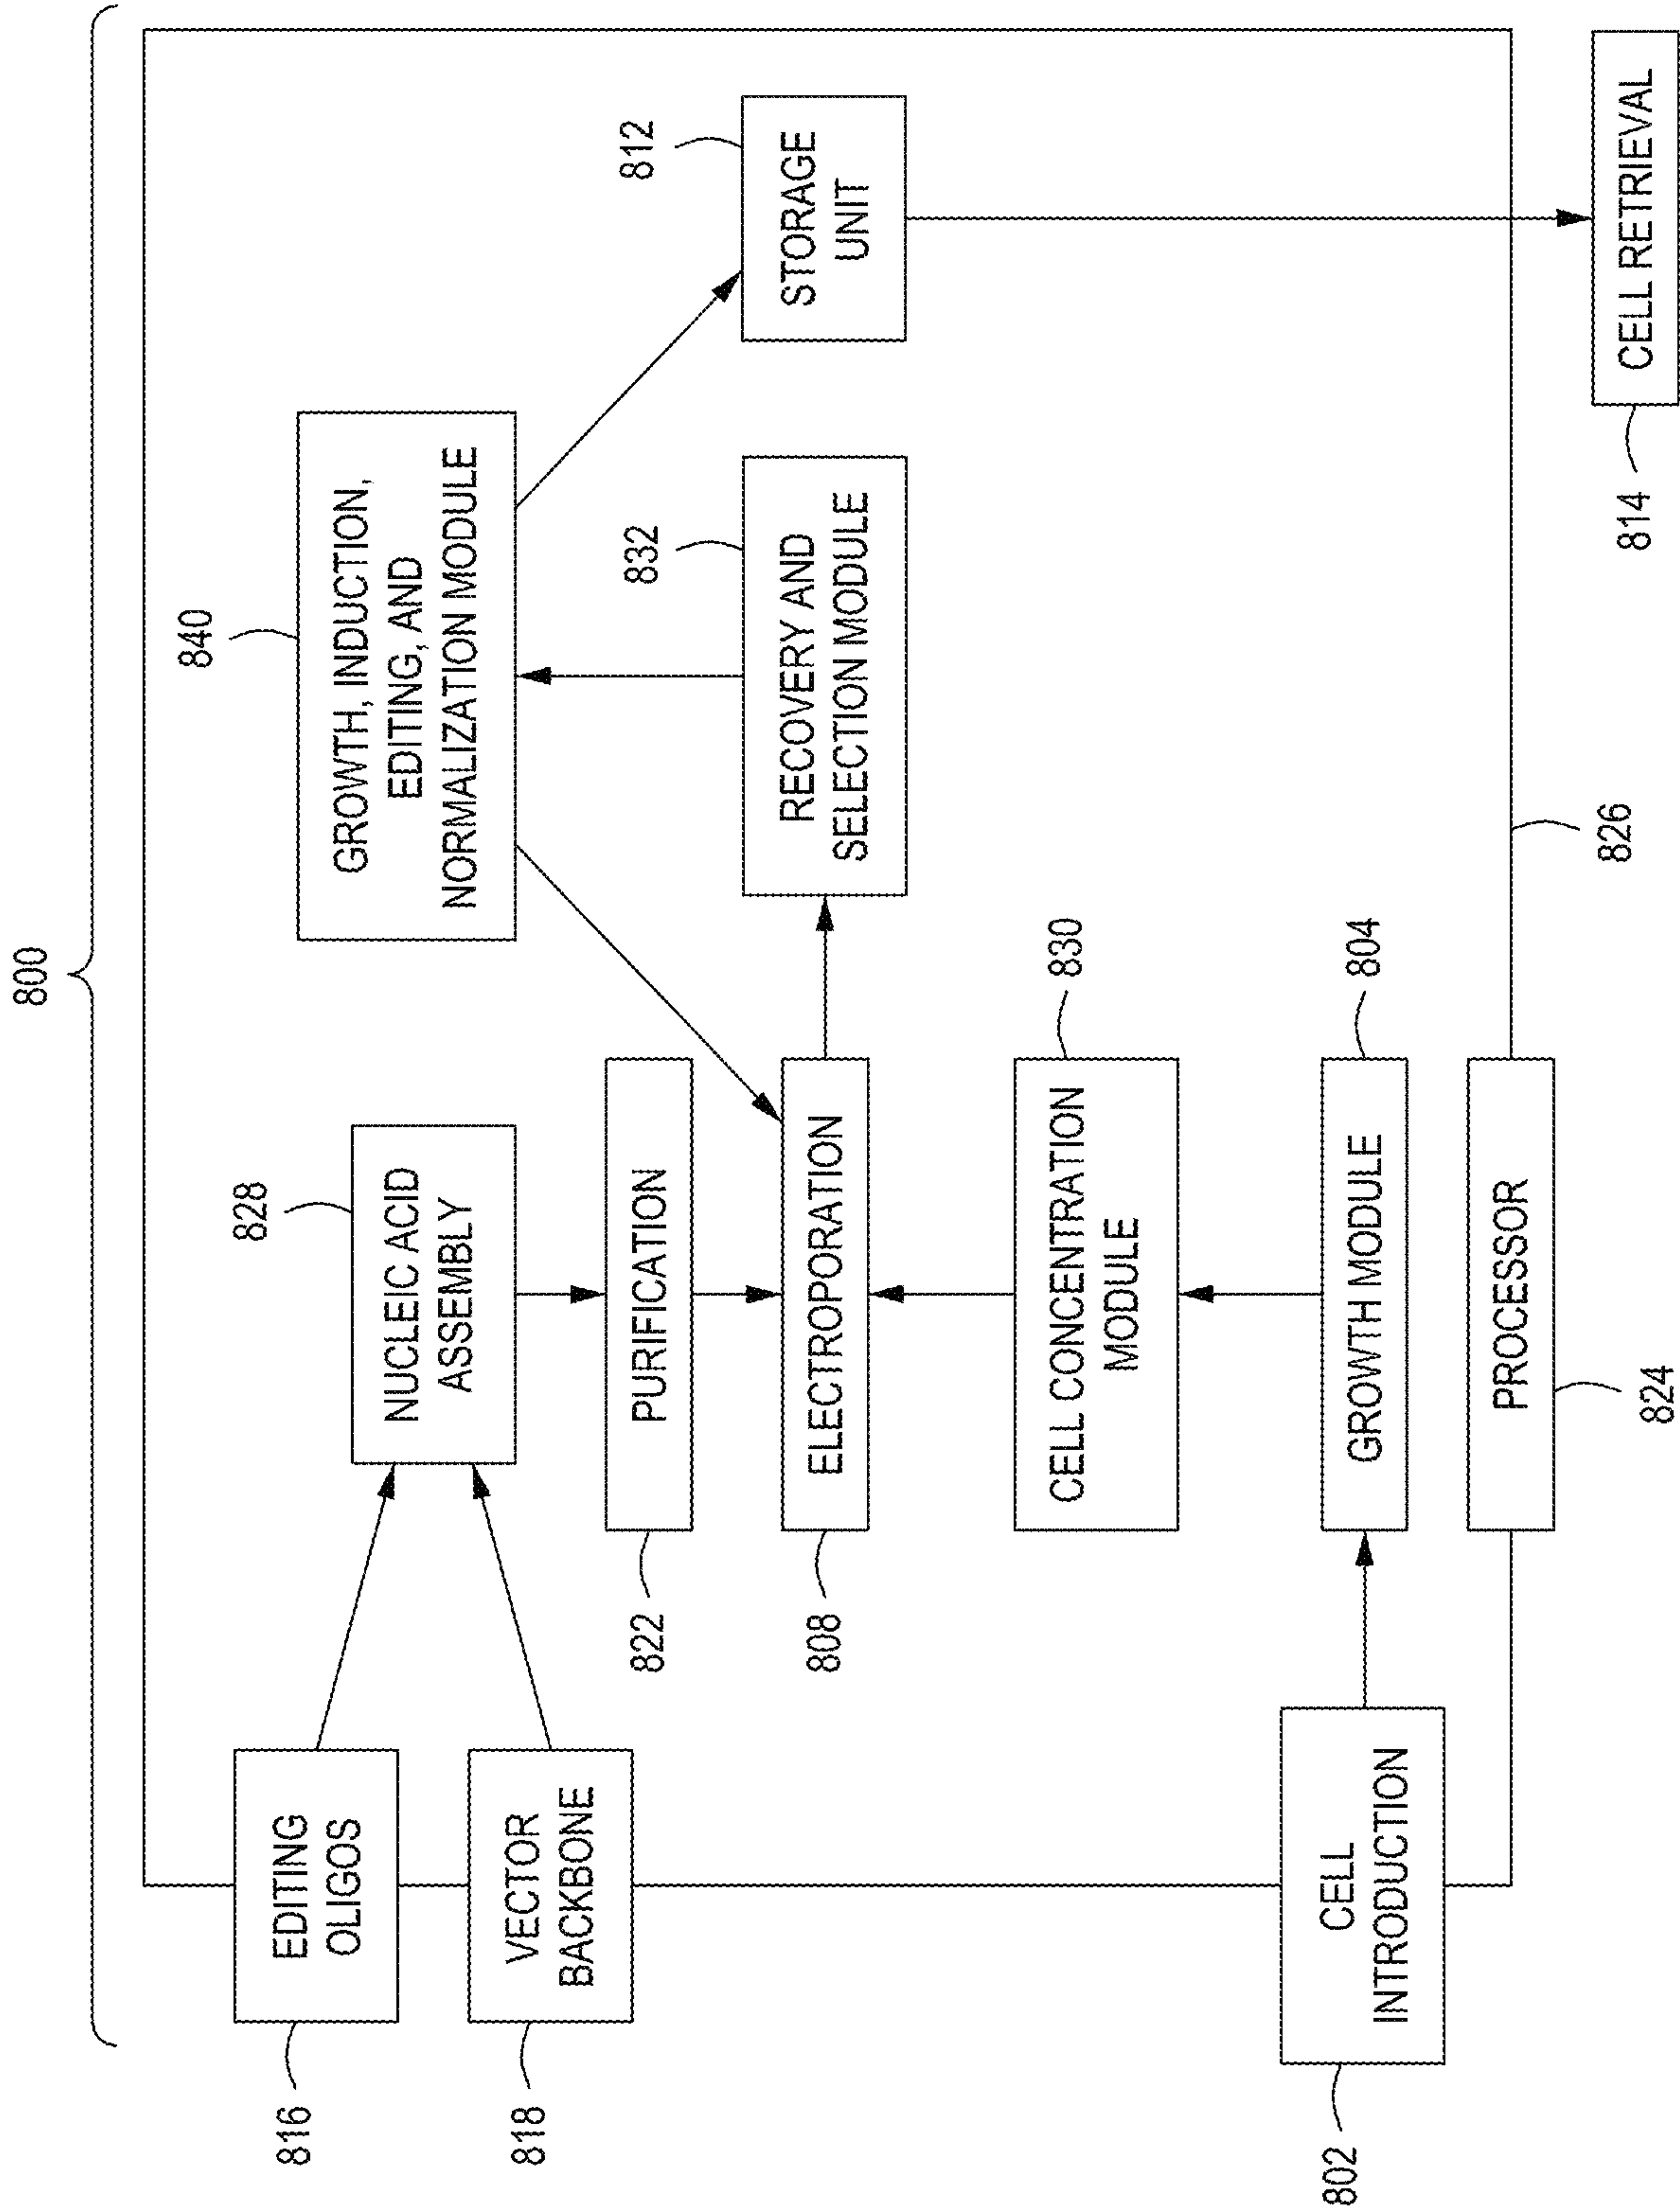 800
816
EDITING
OLIGOS
818
VECTOR
BACKBONE
828
NUCLEIC ACID
ASSEMBLY
822
PURIFICATION
808
ELECTROPORATION
840
GROWTH, INDUCTION,
EDITING, AND
NORMALIZATION MODULE
832
RECOVERY AND
SELECTION MODULE
812
STORAGE
UNIT
830
CELL CONCENTRATION
MODULE
802
CELL
INTRODUCTION
804
GROWTH MODULE
824
PROCESSOR
826
814
CELL RETRIEVAL